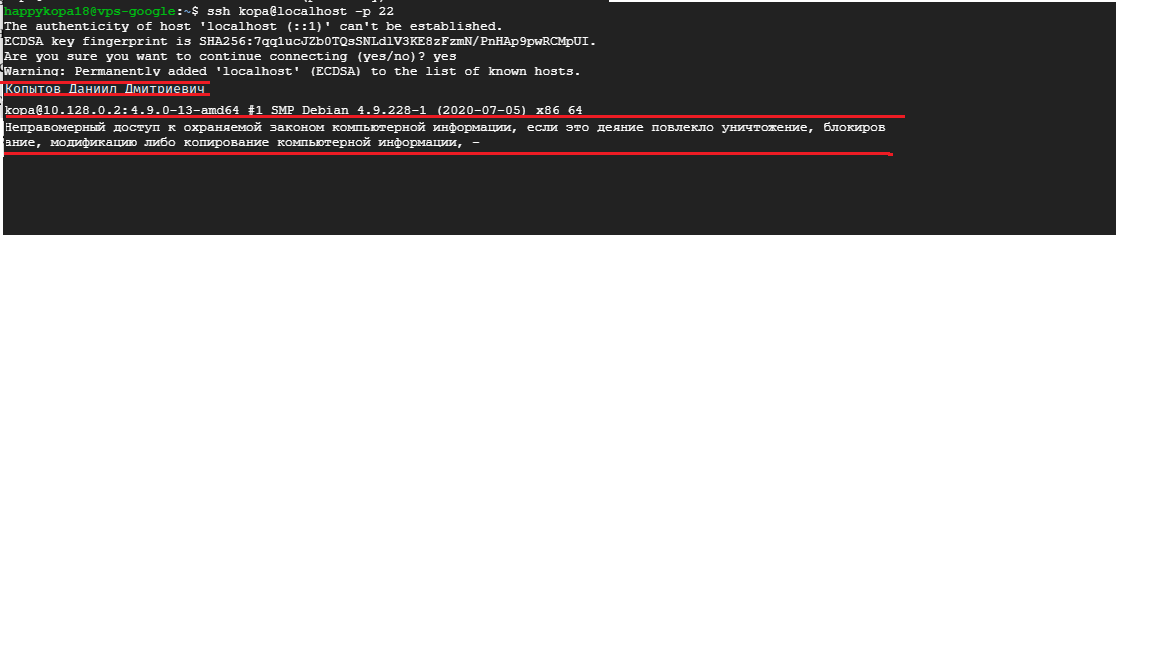 happykopa18@vps-google:~$ ssh kopa@localhost -p 22
The authenticity of host 'localhost (::1)' can't be established.
ECDSA key fingerprint is SHA256:7qq1ucJZb0TQsSNLdlV3KE8zFzmN/PnHAp9pwRCMpUI.
Are you sure you want to continue connecting (yes/no)? yes
Warning: Permanently added 'localhost' (ECDSA) to the list of known hosts.
Копытов Даниил Дмитриевич
kopa@10.128.0.2:4.9.0-13-amd64 #1 SMP Debian 4.9.228-1 (2020-07-05) x86_64
Неправомерный доступ к охраняемой законом компьютерной информации, если это деяние повлекло уничтожение, блокиров
ание, модификацию либо копирование компьютерной информации, -